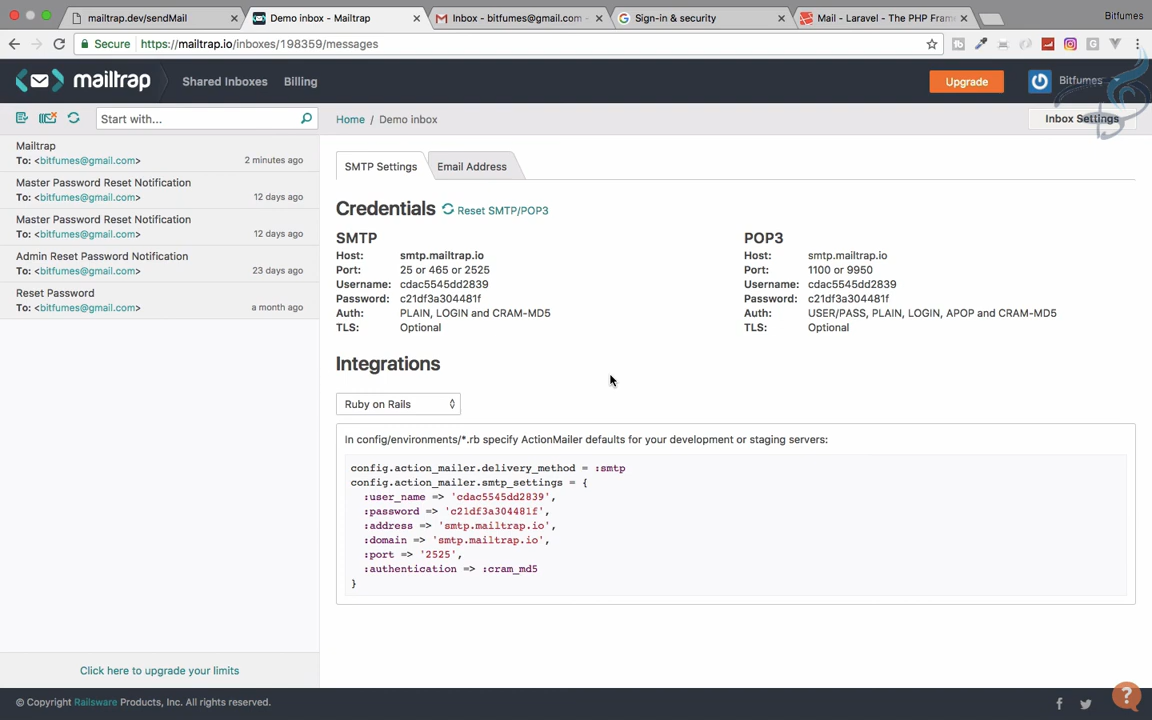 mailtrap.dev/sendMail
Demo inbox - Mailtrap
Inbox - bitfumes@gmail.com -
Sign-in & security
Mail - Laravel - The PHP Fram
Bitfumes
Secure
https://mailtrap.io/inboxes/198359/messages
mailtrap
Shared Inboxes
Billing
Upgrade
Bitfumes
Start with...
Home / Demo inbox
Inbox Settings
Mailtrap
To: <bitfumes@gmail.com>
2 minutes ago
Master Password Reset Notification
To: <bitfumes@gmail.com>
12 days ago
Master Password Reset Notification
To: <bitfumes@gmail.com>
12 days ago
Admin Reset Password Notification
To: <bitfumes@gmail.com>
23 days ago
Reset Password
To: <bitfumes@gmail.com>
a month ago
Click here to upgrade your limits
SMTP Settings
Email Address
Credentials
Reset SMTP/POP3
SMTP
Host: smtp.mailtrap.io
Port: 25 or 465 or 2525
Username: cdac5545dd2839
Password: c21df3a304481f
Auth: PLAIN, LOGIN and CRAM-MD5
TLS: Optional
POP3
Host: smtp.mailtrap.io
Port: 1100 or 9950
Username: cdac5545dd2839
Password: c21df3a304481f
Auth: USER/PASS, PLAIN, LOGIN, APOP and CRAM-MD5
TLS: Optional
Integrations
Ruby on Rails
In config/environments/*.rb specify ActionMailer defaults for your development or staging servers:
config.action_mailer.delivery_method = :smtp
config.action_mailer.smtp_settings = {
:user_name => 'cdac5545dd2839',
:password => 'c21df3a304481f',
:address => 'smtp.mailtrap.io',
:domain => 'smtp.mailtrap.io',
:port => '2525',
:authentication => :cram_md5
}
© Copyright Railsware Products, Inc. All rights reserved.
?